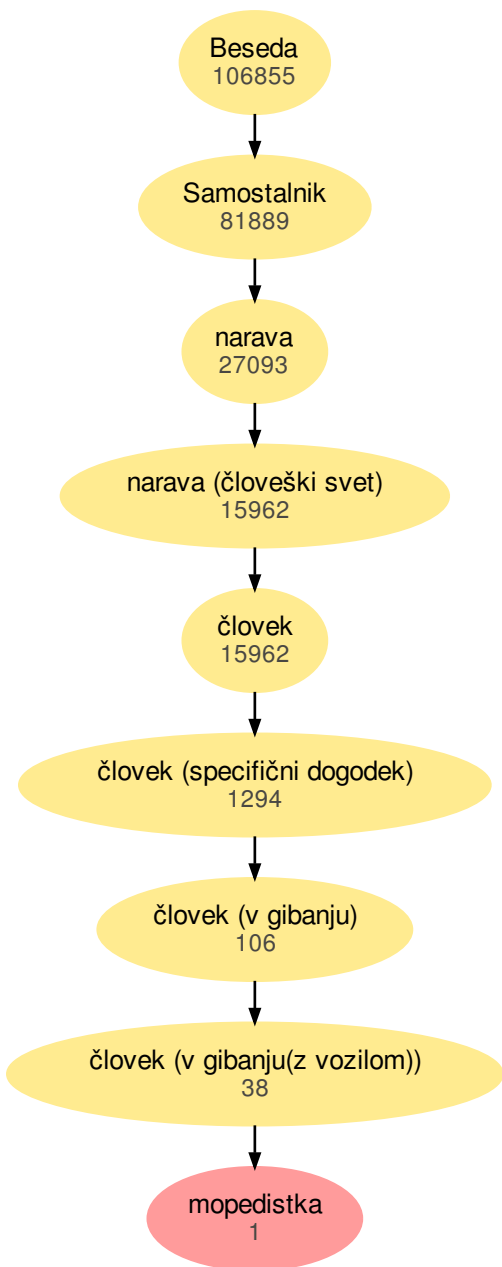 Beseda
106855
Samostalnik
81889
narava
27093
narava (človeški svet)
15962
človek
15962
človek (specifični dogodek)
1294
človek (v gibanju)
106
človek (v gibanju(z vozilom))
38
mopedistka
1